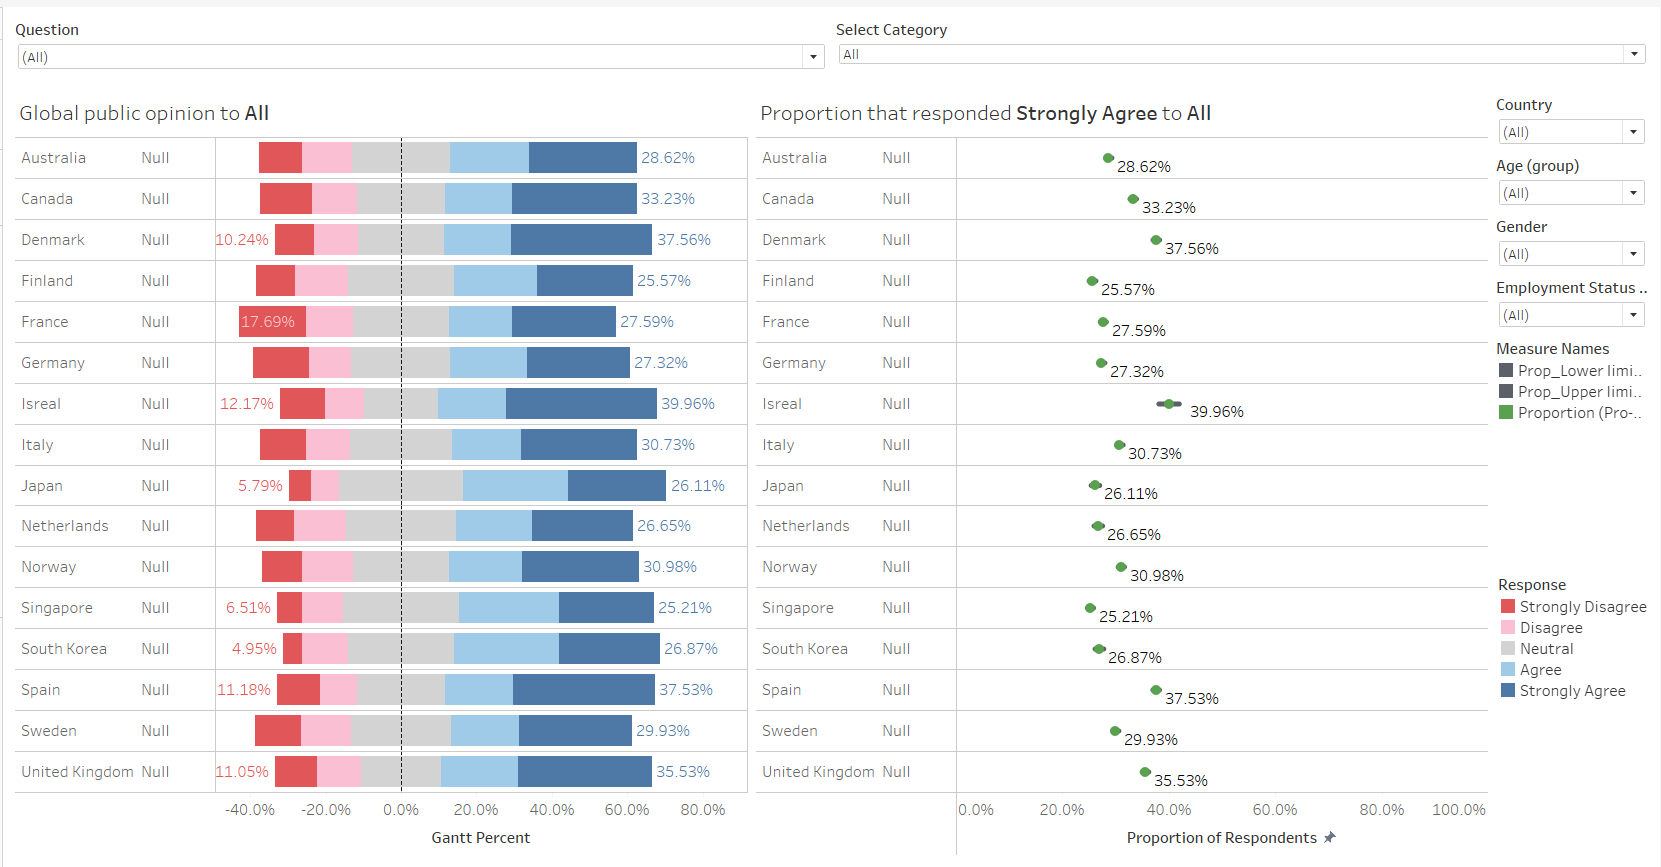 Question
(All)
Select Category
All
Global public opinion to All
Australia Null 28.62%
Canada Null 33.23%
Denmark Null 10.24% 37.56%
Finland Null 25.57%
France Null 17.69% 27.59%
Germany Null 27.32%
Isreal Null 12.17% 39.96%
Italy Null 30.73%
Japan Null 5.79% 26.11%
Netherlands Null 26.65%
Norway Null 30.98%
Singapore Null 6.51% 25.21%
South Korea Null 4.95% 26.87%
Spain Null 11.18% 37.53%
Sweden Null 29.93%
United Kingdom Null 11.05% 35.53%
-40.0% -20.0% 0.0% 20.0% 40.0% 60.0% 80.0%
Gantt Percent
Proportion that responded Strongly Agree to All
Australia Null 28.62%
Canada Null 33.23%
Denmark Null 37.56%
Finland Null 25.57%
France Null 27.59%
Germany Null 27.32%
Isreal Null 39.96%
Italy Null 30.73%
Japan Null 26.11%
Netherlands Null 26.65%
Norway Null 30.98%
Singapore Null 25.21%
South Korea Null 26.87%
Spain Null 37.53%
Sweden Null 29.93%
United Kingdom Null 35.53%
0.0% 20.0% 40.0% 60.0% 80.0% 100.0%
Proportion of Respondents
Country
(All)
Age (group)
(All)
Gender
(All)
Employment Status ..
(All)
Measure Names
Prop_Lower limi..
Prop_Upper limi..
Proportion (Pro-..
Response
Strongly Disagree
Disagree
Neutral
Agree
Strongly Agree